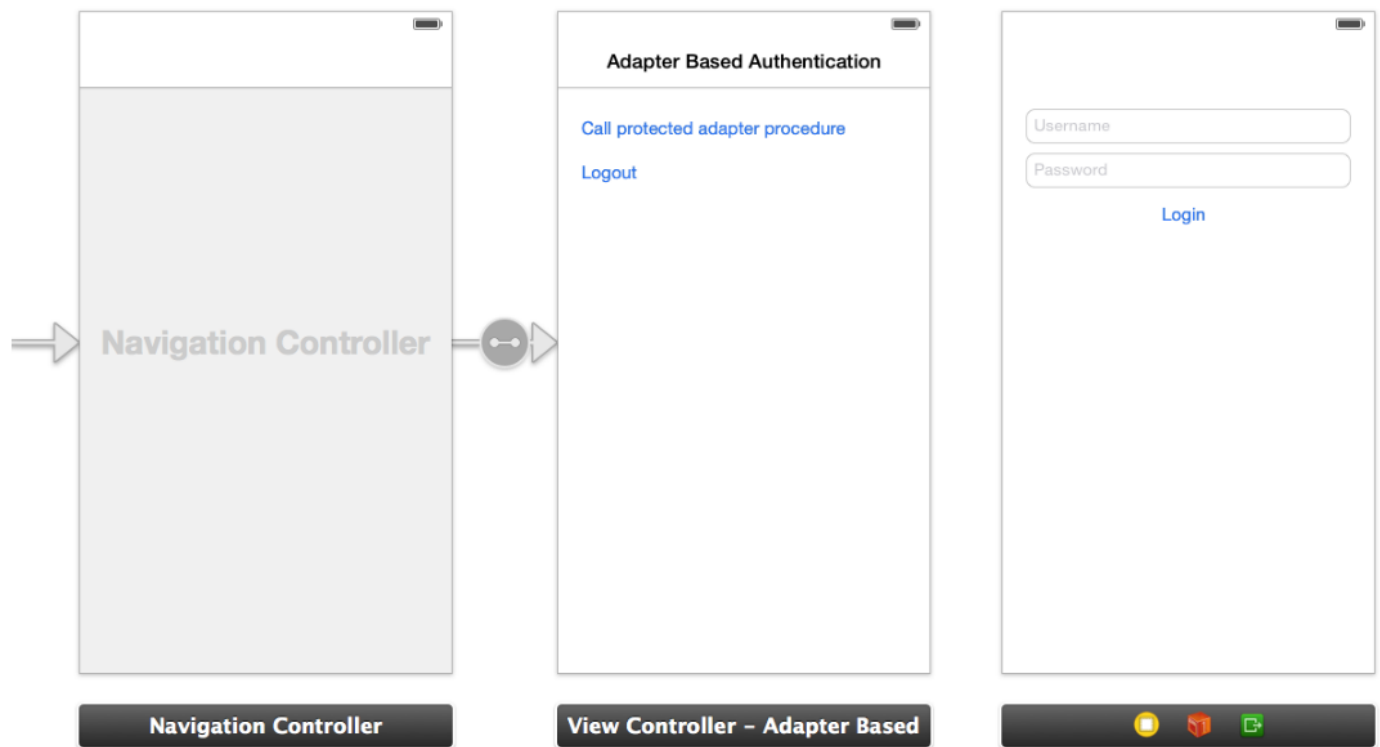 Adapter Based Authentication
Call protected adapter procedure
Logout
Username
Password
Login
Navigation Controller
Navigation Controller
View Controller – Adapter Based